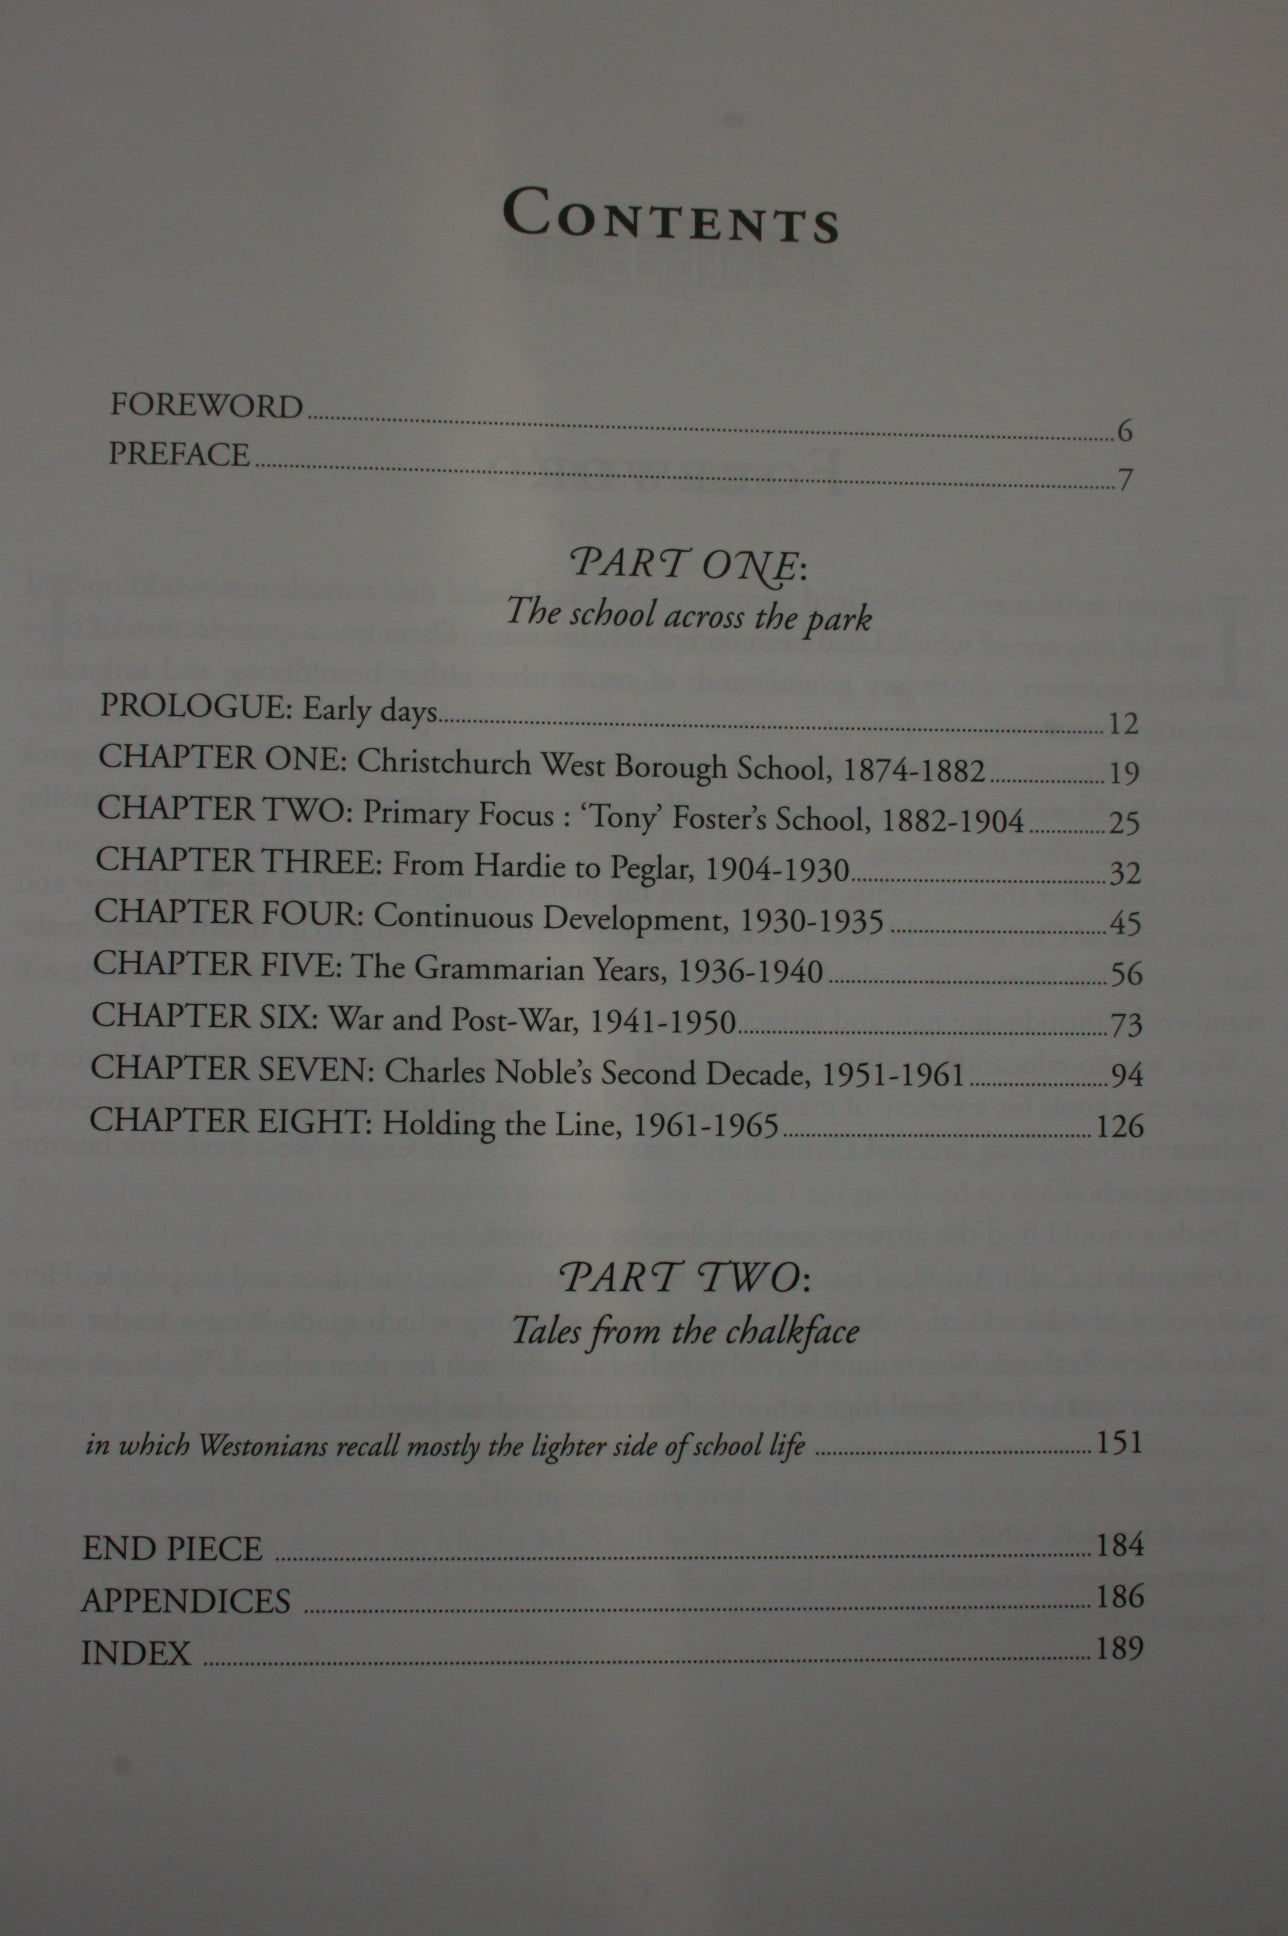 CONTENTS
FOREWORD 6
PREFACE 7
PART ONE:
The school across the park
PROLOGUE: Early days 12
CHAPTER ONE: Christchurch West Borough School, 1874-1882 19
CHAPTER TWO: Primary Focus : ‘Tony’ Foster’s School, 1882-1904 25
CHAPTER THREE: From Hardie to Peglar, 1904-1930 32
CHAPTER FOUR: Continuous Development, 1930-1935 45
CHAPTER FIVE: The Grammarian Years, 1936-1940 56
CHAPTER SIX: War and Post-War, 1941-1950 73
CHAPTER SEVEN: Charles Noble’s Second Decade, 1951-1961 94
CHAPTER EIGHT: Holding the Line, 1961-1965 126
PART TWO:
Tales from the chalkface
in which Westonians recall mostly the lighter side of school life 151
END PIECE 184
APPENDICES 186
INDEX 189